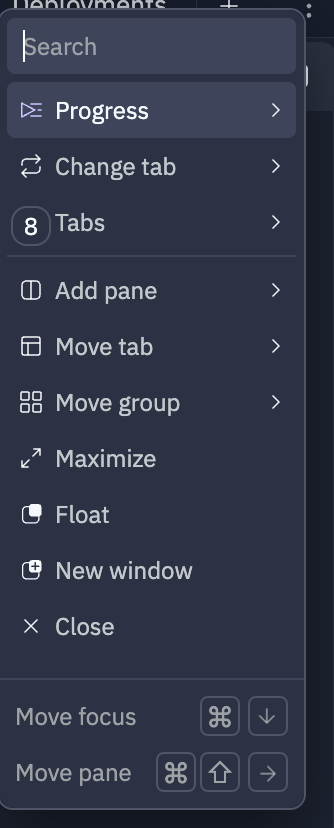 Deployments
Search
Progress
Change tab
8 Tabs
Add pane
Move tab
Move group
Maximize
Float
New window
Close
Move focus ⌘ ↓
Move pane ⌘ ⇧ →